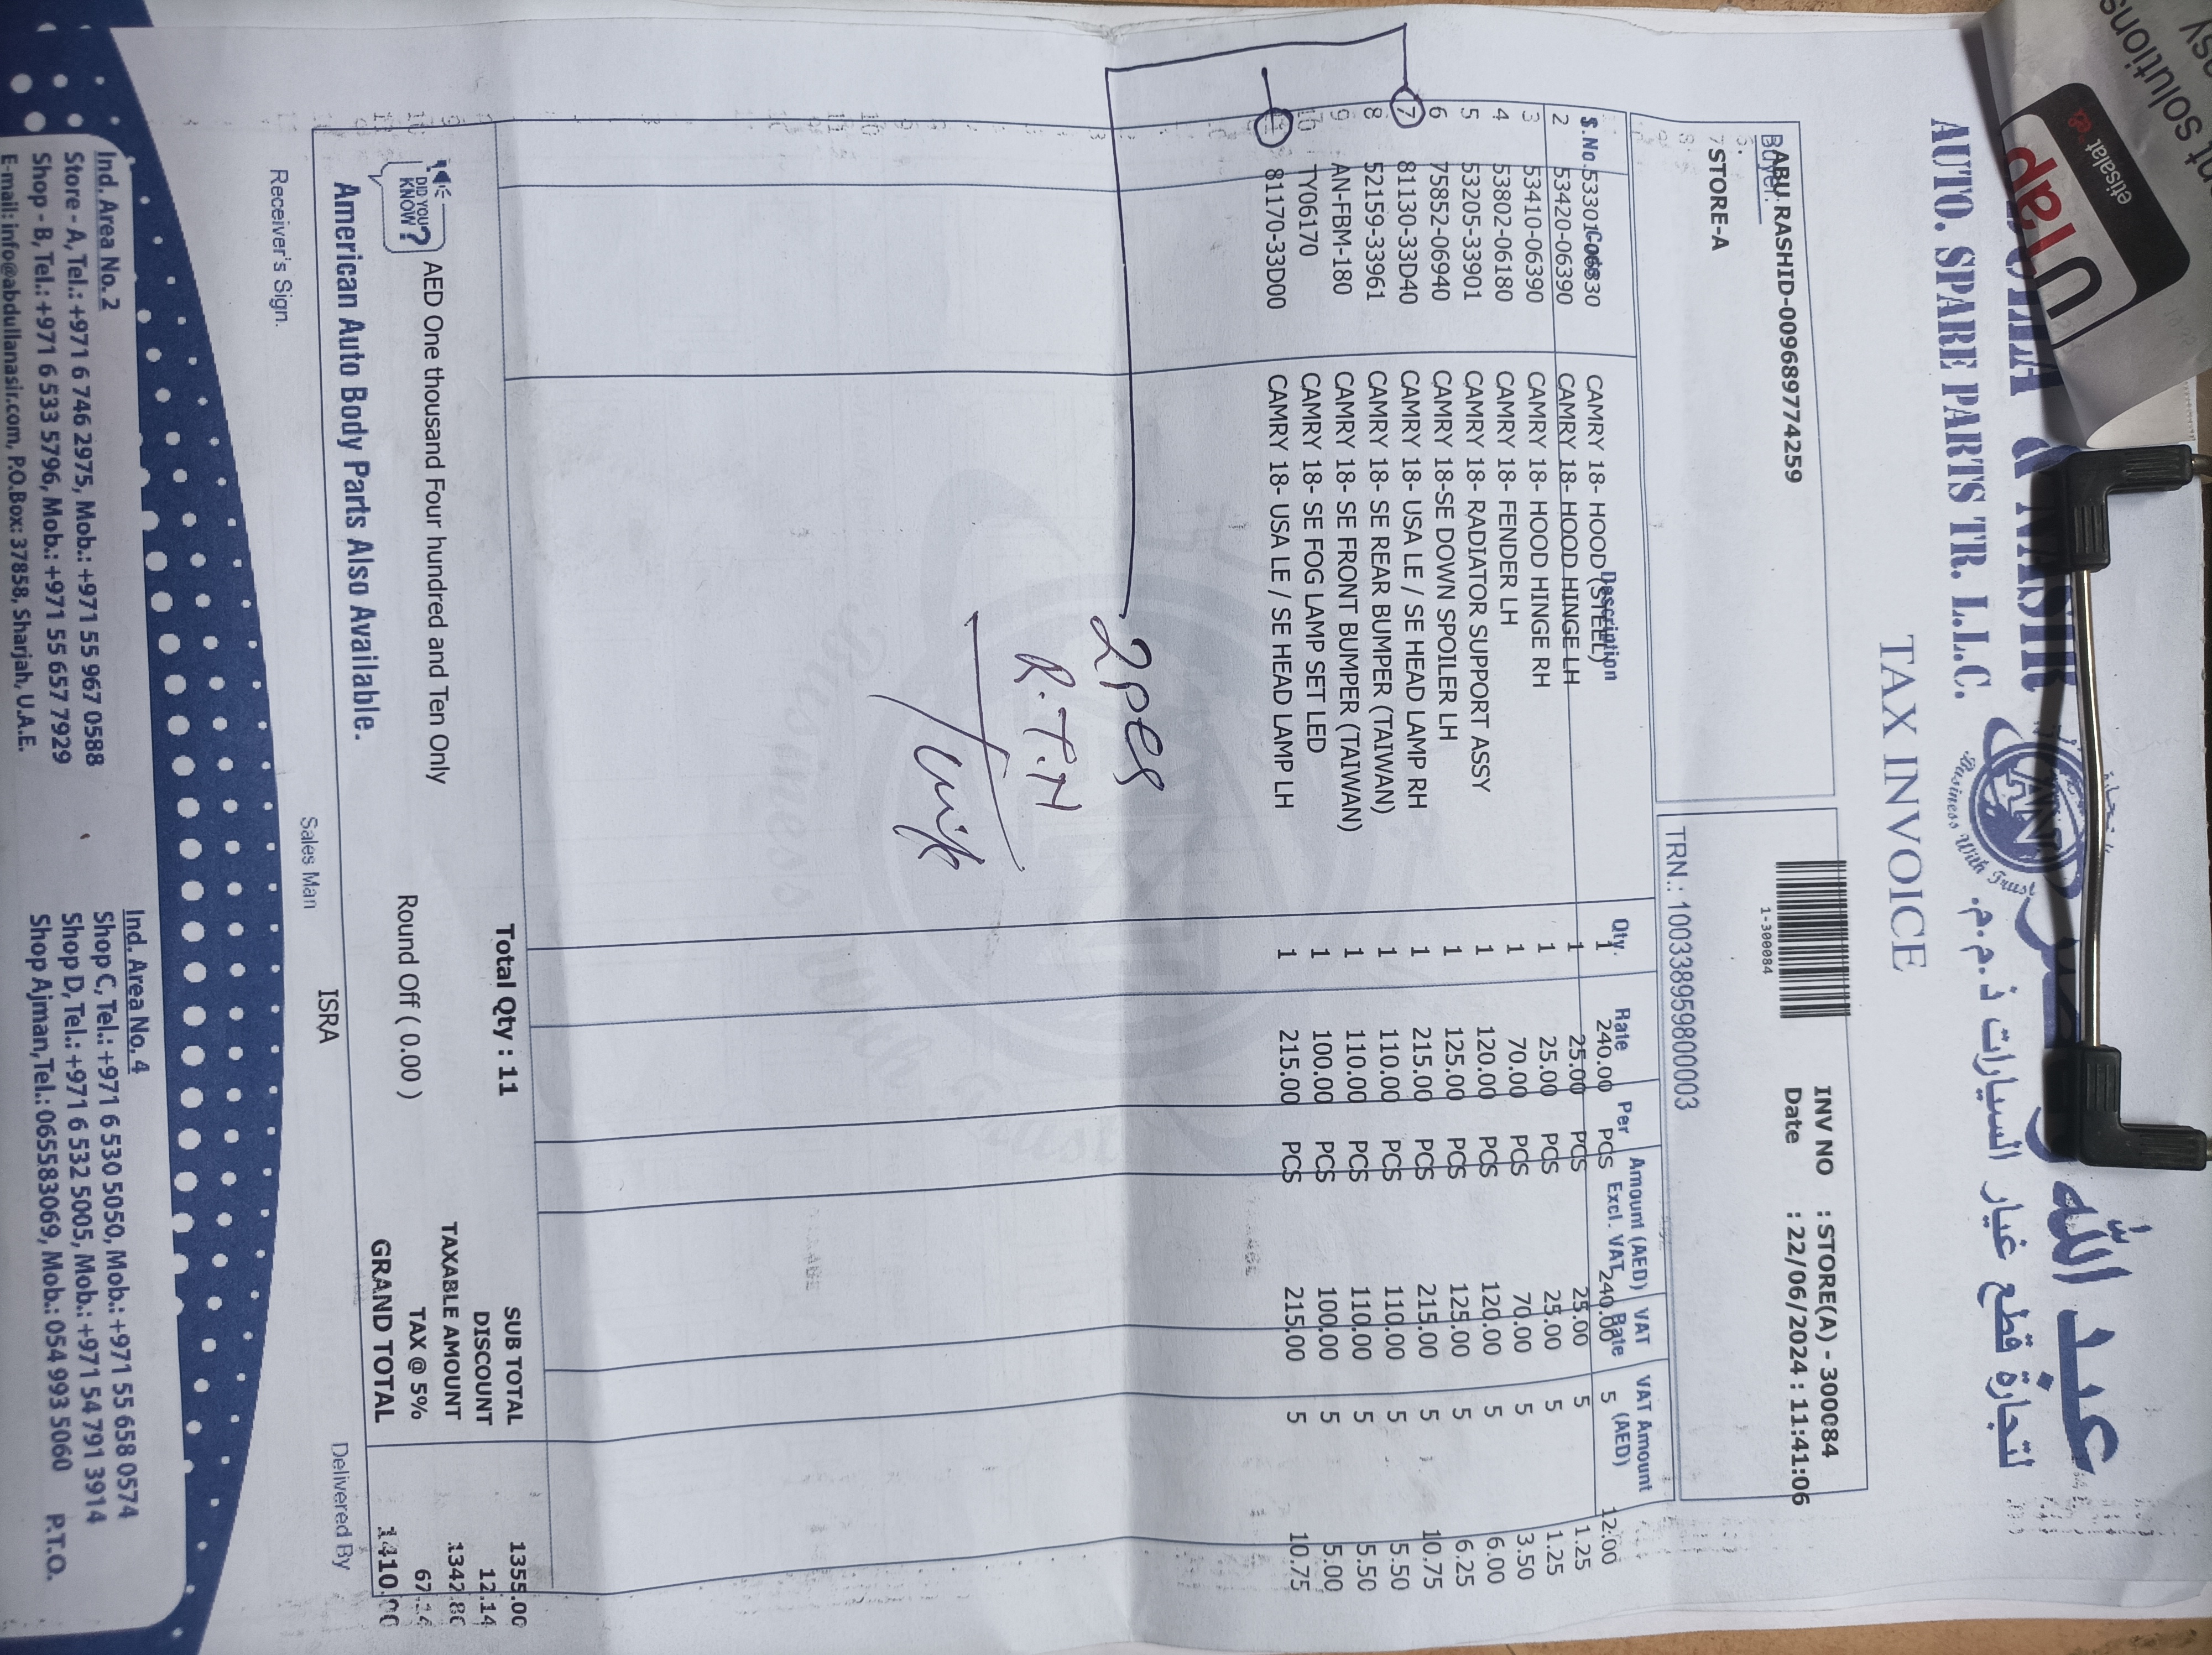 عبد الله
& NASIR
لتجارة قطع غيار السيارات ذ.م.م.
AUTO. SPARE PARTS TR. L.L.C.
AN
Business With Trust
TAX INVOICE
etisalat
U
solutions
1-300084
INV NO : STORE(A) - 300084
Date : 22/06/2024 : 11:41:06
Buyer:
ABU RASHID-0096897742​59
STORE-A
TRN.: 100338959800003
S.No. Code Description Qty. Rate Per Amount (AED) Excl. VAT VAT Rate VAT Amount (AED)
53301-06830 CAMRY 18- HOOD (STEEL) 1 240.00 PCS 240.00 5 12.00
2 53420-06390 CAMRY 18- HOOD HINGE LH 1 25.00 PCS 25.00 5 1.25
3 53410-06390 CAMRY 18- HOOD HINGE RH 1 25.00 PCS 25.00 5 1.25
4 53802-06180 CAMRY 18- FENDER LH 1 70.00 PCS 70.00 5 3.50
5 53205-33901 CAMRY 18- RADIATOR SUPPORT ASSY 1 120.00 PCS 120.00 5 6.00
6 75852-06940 CAMRY 18-SE DOWN SPOILER LH 1 125.00 PCS 125.00 5 6.25
7 81130-33D40 CAMRY 18- USA LE / SE HEAD LAMP RH 1 215.00 PCS 215.00 5 10.75
8 52159-33961 CAMRY 18- SE REAR BUMPER (TAIWAN) 1 110.00 PCS 110.00 5 5.50
9 AN-FBM-180 CAMRY 18- SE FRONT BUMPER (TAIWAN) 1 110.00 PCS 110.00 5 5.50
10 TY06170 CAMRY 18- SE FOG LAMP SET LED 1 100.00 PCS 100.00 5 5.00
11 81170-33D00 CAMRY 18- USA LE / SE HEAD LAMP LH 1 215.00 PCS 215.00 5 10.75
2 pcs
R.T.N
Total Qty : 11
SUB TOTAL 1355.00
DISCOUNT 12.14
TAXABLE AMOUNT 1342.86
TAX @ 5% 67.14
GRAND TOTAL 1410.00
DID YOU KNOW?
AED One thousand Four hundred and Ten Only
Round Off ( 0.00 )
American Auto Body Parts Also Available.
ISRA
Receiver's Sign.
Sales Man
Delivered By
Ind. Area No. 2
Store - A, Tel.: +971 6 746 2975, Mob.: +971 55 967 0588
Shop - B, Tel.: +971 6 533 5796, Mob.: +971 55 657 7929
E-mail: info@abdullanasir.com, P.O.Box: 37858, Sharjah, U.A.E.
Ind. Area No. 4
Shop C, Tel.: +971 6 530 5050, Mob.: +971 55 658 0574
Shop D, Tel.: +971 6 532 5005, Mob.: +971 54 791 3914
Shop Ajman, Tel.: 065583069, Mob.: 054 993 5060
P.T.O.